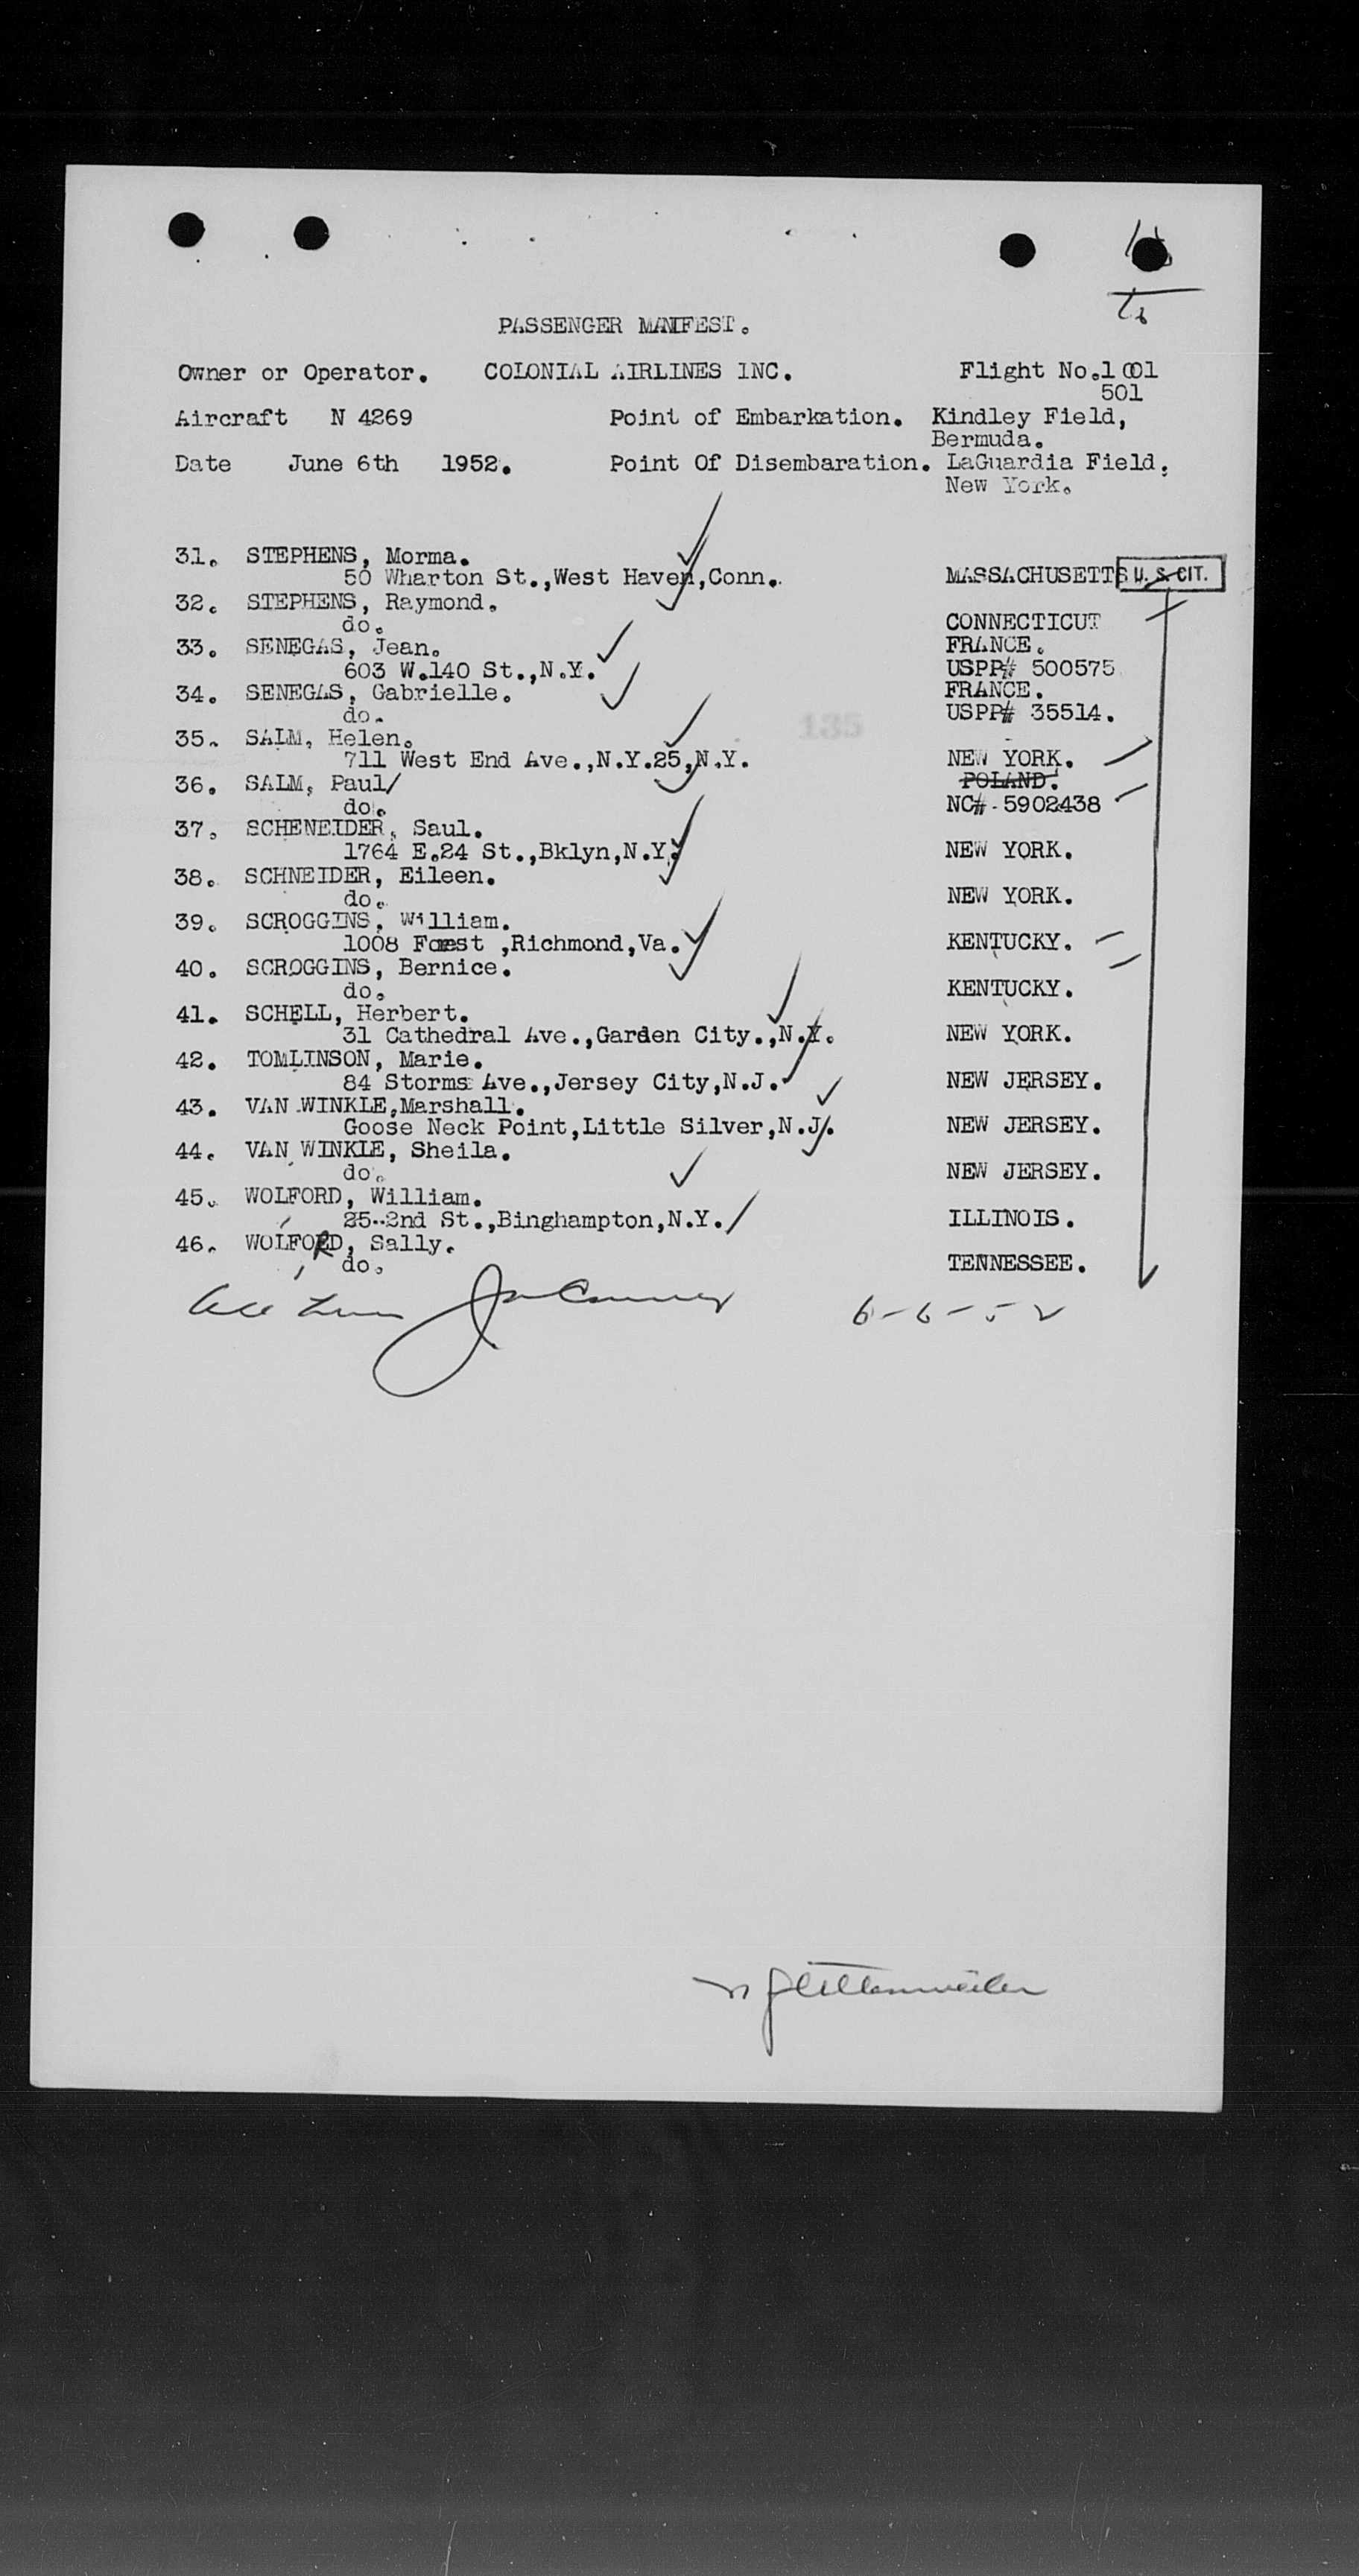 PASSENGER MANIFEST.
Owner or Operator. COLONIAL AIRLINES INC. Flight No.1001
501
Aircraft N 4269 Point of Embarkation. Kindley Field,
Bermuda.
Date June 6th 1952. Point Of Disembaration. LaGuardia Field,
New York.
31. STEPHENS, Morma.
50 Wharton St.,West Haven,Conn. MASSACHUSETTS U. S. CIT.
32. STEPHENS, Raymond.
do. CONNECTICUT
33. SENEGAS, Jean. FRANCE.
603 W.140 St.,N.Y. USPP# 500575
34. SENEGAS, Gabrielle. FRANCE.
do. USPP# 35514.
135
35. SALM, Helen.
711 West End Ave.,N.Y.25,N.Y. NEW YORK.
36. SALM, Paul/ POLAND.
do. NC# 5902438
37. SCHENEIDER, Saul.
1764 E.24 St.,Bklyn,N.Y. NEW YORK.
38. SCHNEIDER, Eileen.
do. NEW YORK.
39. SCROGGINS, William.
1008 ,Richmond,Va. KENTUCKY.
40. SCROGGINS, Bernice.
do. KENTUCKY.
41. SCHELL, Herbert.
31 Cathedral Ave.,Garden City.,N.Y. NEW YORK.
42. TOMLINSON, Marie.
84 Storms Ave.,Jersey City,N.J. NEW JERSEY.
43. VAN WINKLE,Marshall.
Goose Neck Point,Little Silver,N.J. NEW JERSEY.
44. VAN WINKLE, Sheila.
do. NEW JERSEY.
45. WOLFORD, William.
25-2nd St.,Binghampton,N.Y. ILLINOIS.
46. WOLFORD, Sally.
do. TENNESSEE.
6-6-52